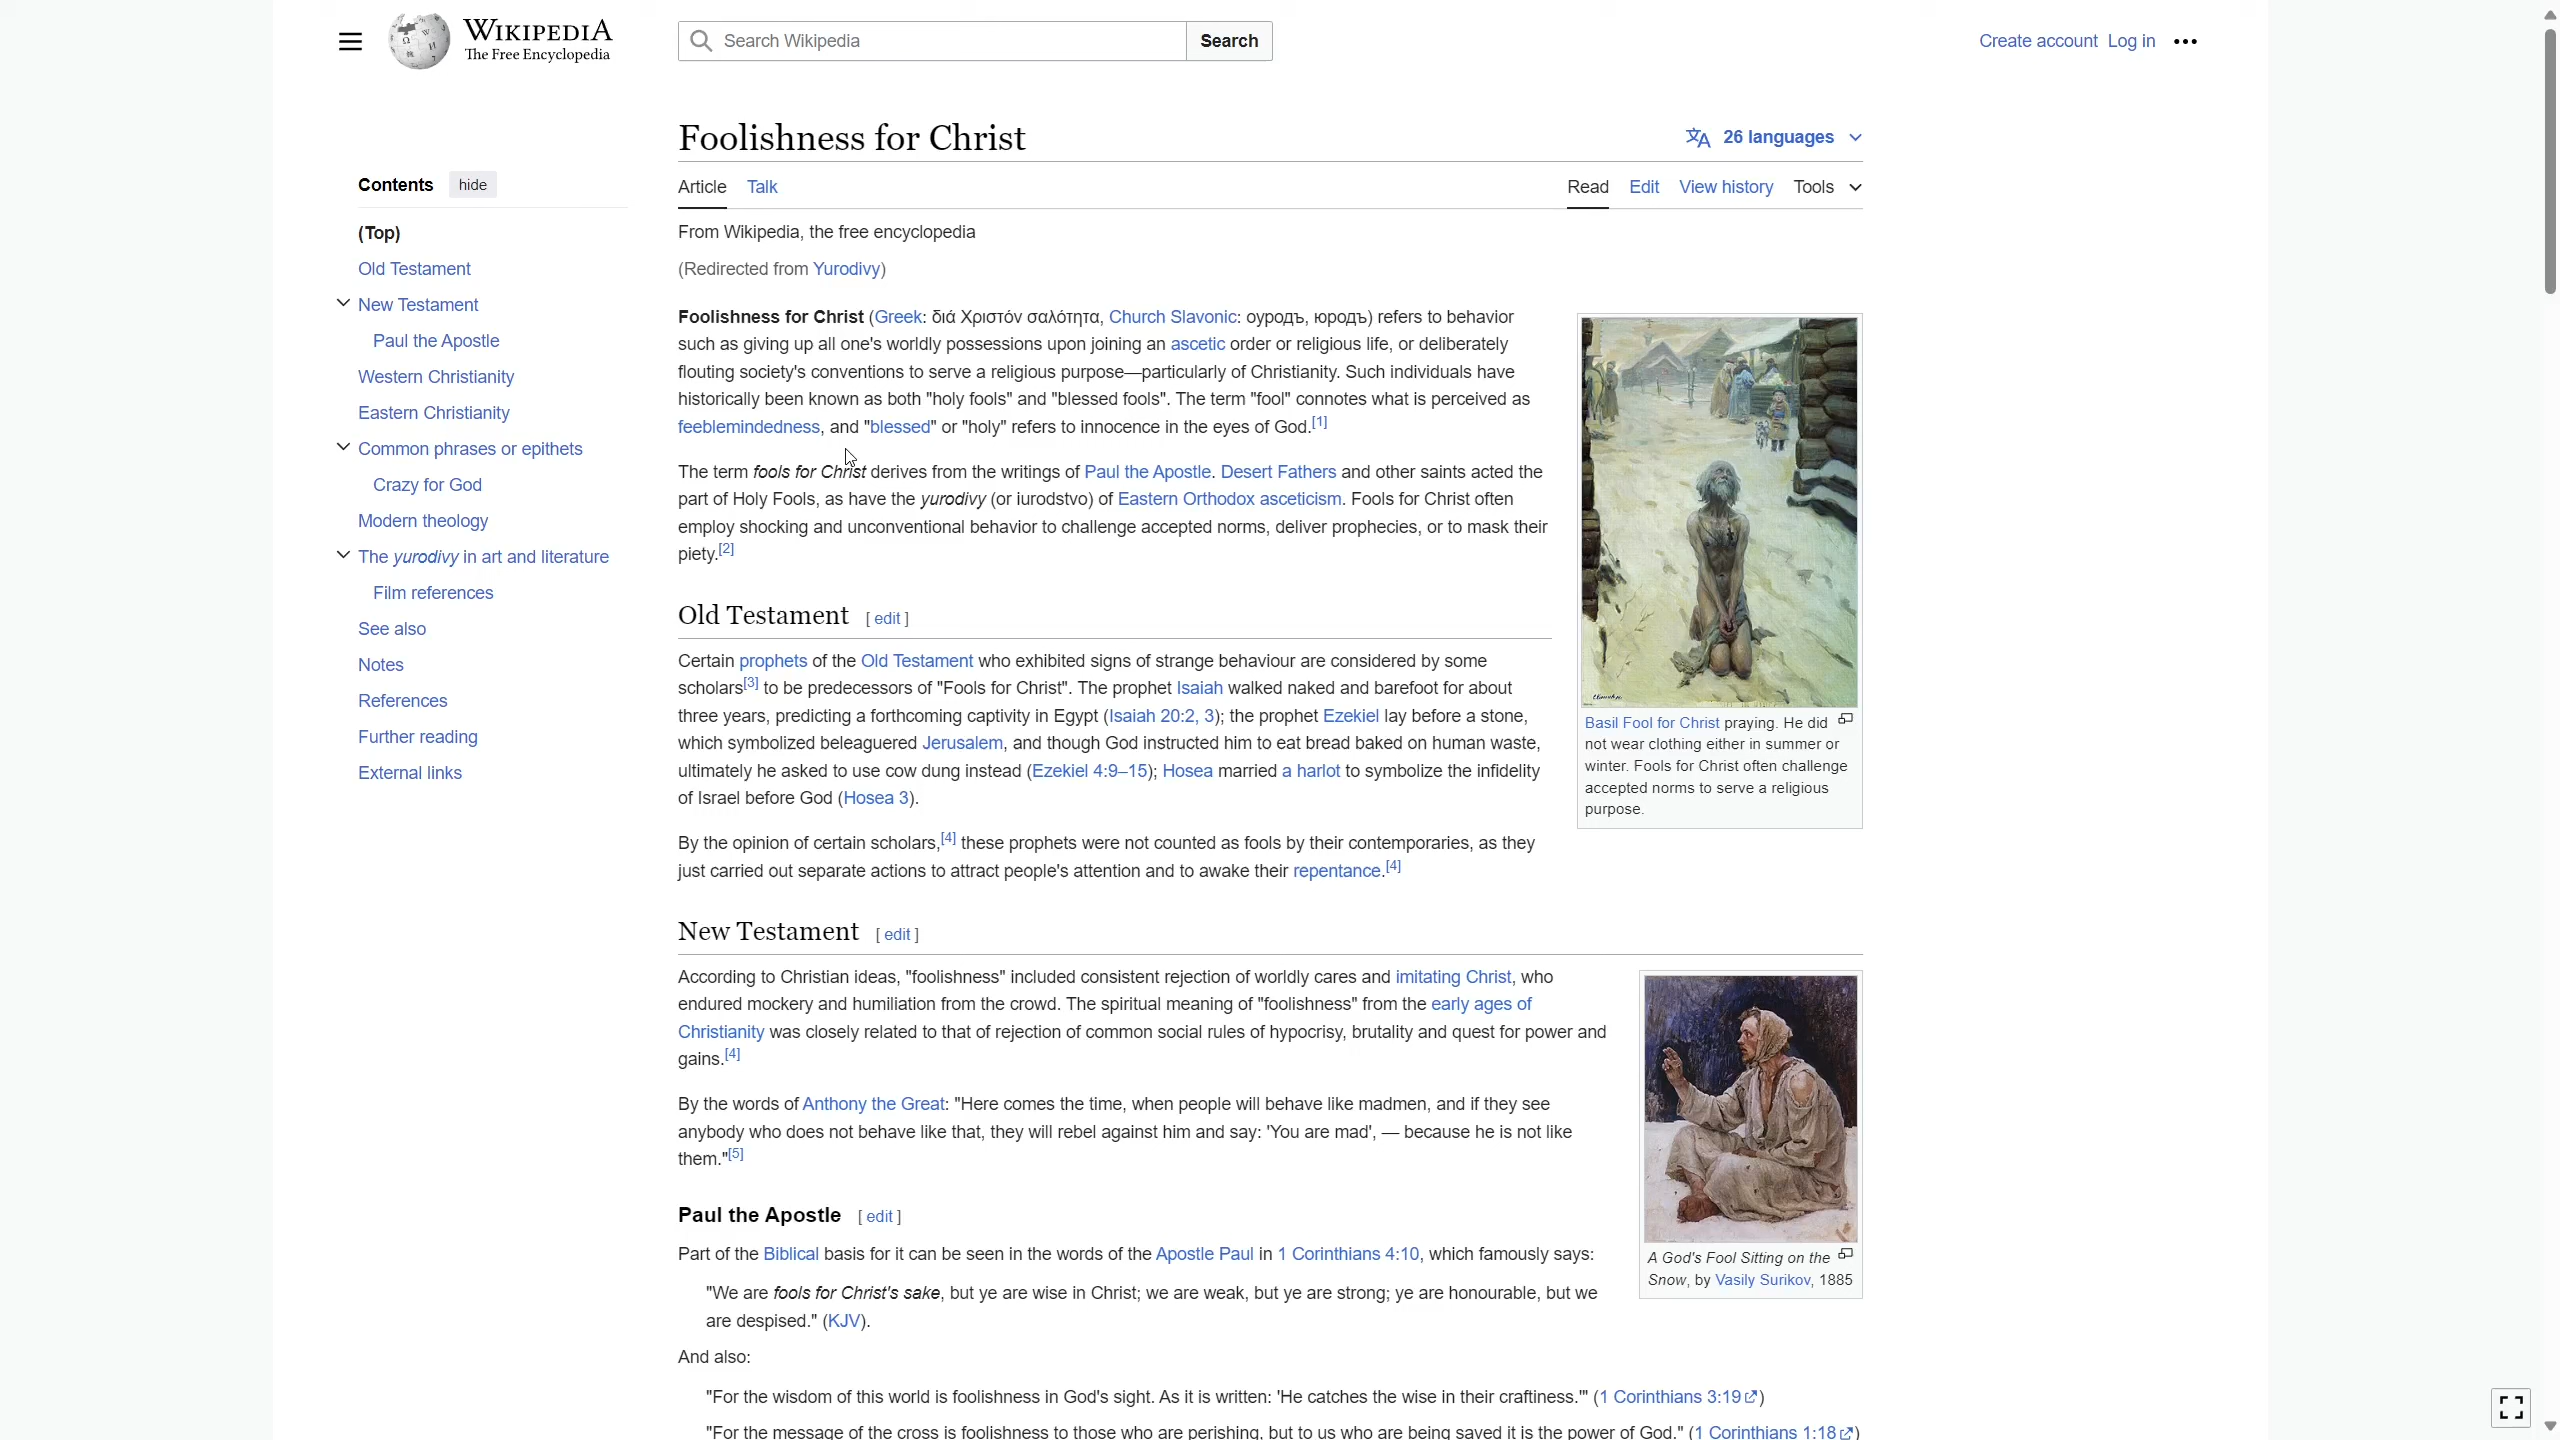 WIKIPEDIA
The Free Encyclopedia
Search Wikipedia
Search
Create account Log in
Foolishness for Christ
26 languages
Contents hide
Article Talk
Read Edit View history Tools
(Top)
Old Testament
New Testament
Paul the Apostle
Western Christianity
Eastern Christianity
Common phrases or epithets
Crazy for God
Modern theology
The yurodivy in art and literature
Film references
See also
Notes
References
Further reading
External links
From Wikipedia, the free encyclopedia
(Redirected from Yurodivy)
Foolishness for Christ (Greek: διά Χριστόν σαλότητα, Church Slavonic: оуродъ, юродъ) refers to behavior
such as giving up all one's worldly possessions upon joining an ascetic order or religious life, or deliberately
flouting society's conventions to serve a religious purpose—particularly of Christianity. Such individuals have
historically been known as both "holy fools" and "blessed fools". The term "fool" connotes what is perceived as
feeblemindedness, and "blessed" or "holy" refers to innocence in the eyes of God.[1]
The term fools for Christ derives from the writings of Paul the Apostle. Desert Fathers and other saints acted the
part of Holy Fools, as have the yurodivy (or iurodstvo) of Eastern Orthodox asceticism. Fools for Christ often
employ shocking and unconventional behavior to challenge accepted norms, deliver prophecies, or to mask their
piety.[2]
Basil Fool for Christ praying. He did
not wear clothing either in summer or
winter. Fools for Christ often challenge
accepted norms to serve a religious
purpose.
Old Testament [ edit ]
Certain prophets of the Old Testament who exhibited signs of strange behaviour are considered by some
scholars[3] to be predecessors of "Fools for Christ". The prophet Isaiah walked naked and barefoot for about
three years, predicting a forthcoming captivity in Egypt (Isaiah 20:2, 3); the prophet Ezekiel lay before a stone,
which symbolized beleaguered Jerusalem, and though God instructed him to eat bread baked on human waste,
ultimately he asked to use cow dung instead (Ezekiel 4:9–15); Hosea married a harlot to symbolize the infidelity
of Israel before God (Hosea 3).
By the opinion of certain scholars,[4] these prophets were not counted as fools by their contemporaries, as they
just carried out separate actions to attract people's attention and to awake their repentance.[4]
New Testament [ edit ]
According to Christian ideas, "foolishness" included consistent rejection of worldly cares and imitating Christ, who
endured mockery and humiliation from the crowd. The spiritual meaning of "foolishness" from the early ages of
Christianity was closely related to that of rejection of common social rules of hypocrisy, brutality and quest for power and
gains.[4]
By the words of Anthony the Great: "Here comes the time, when people will behave like madmen, and if they see
anybody who does not behave like that, they will rebel against him and say: 'You are mad', — because he is not like
them."[5]
A God's Fool Sitting on the
Snow, by Vasily Surikov, 1885
Paul the Apostle [ edit ]
Part of the Biblical basis for it can be seen in the words of the Apostle Paul in 1 Corinthians 4:10, which famously says:
"We are fools for Christ's sake, but ye are wise in Christ; we are weak, but ye are strong; ye are honourable, but we
are despised." (KJV).
And also:
"For the wisdom of this world is foolishness in God's sight. As it is written: 'He catches the wise in their craftiness.'" (1 Corinthians 3:19)
"For the message of the cross is foolishness to those who are perishing, but to us who are being saved it is the power of God." (1 Corinthians 1:18)